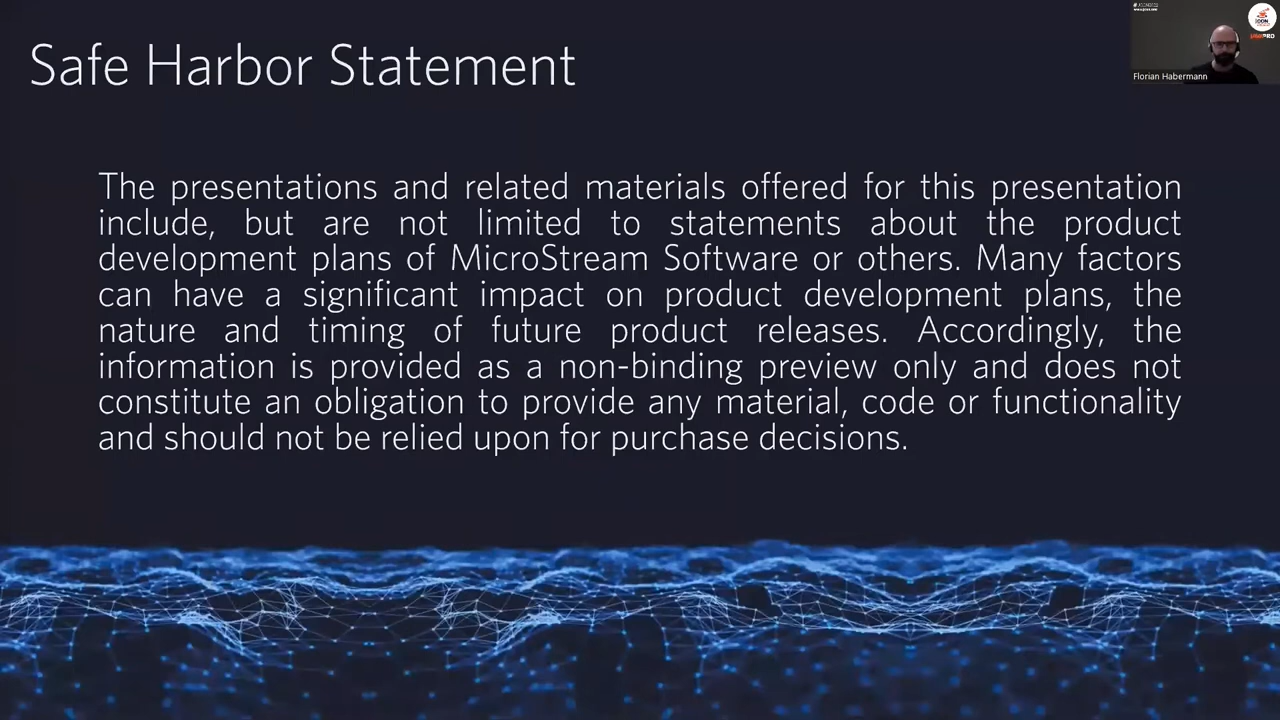 Safe Harbor Statement
Florian Habermann
The presentations and related materials offered for this presentation
include, but are not limited to statements about the product
development plans of MicroStream Software or others. Many factors
can have a significant impact on product development plans, the
nature and timing of future product releases. Accordingly, the
information is provided as a non-binding preview only and does not
constitute an obligation to provide any material, code or functionality
and should not be relied upon for purchase decisions.